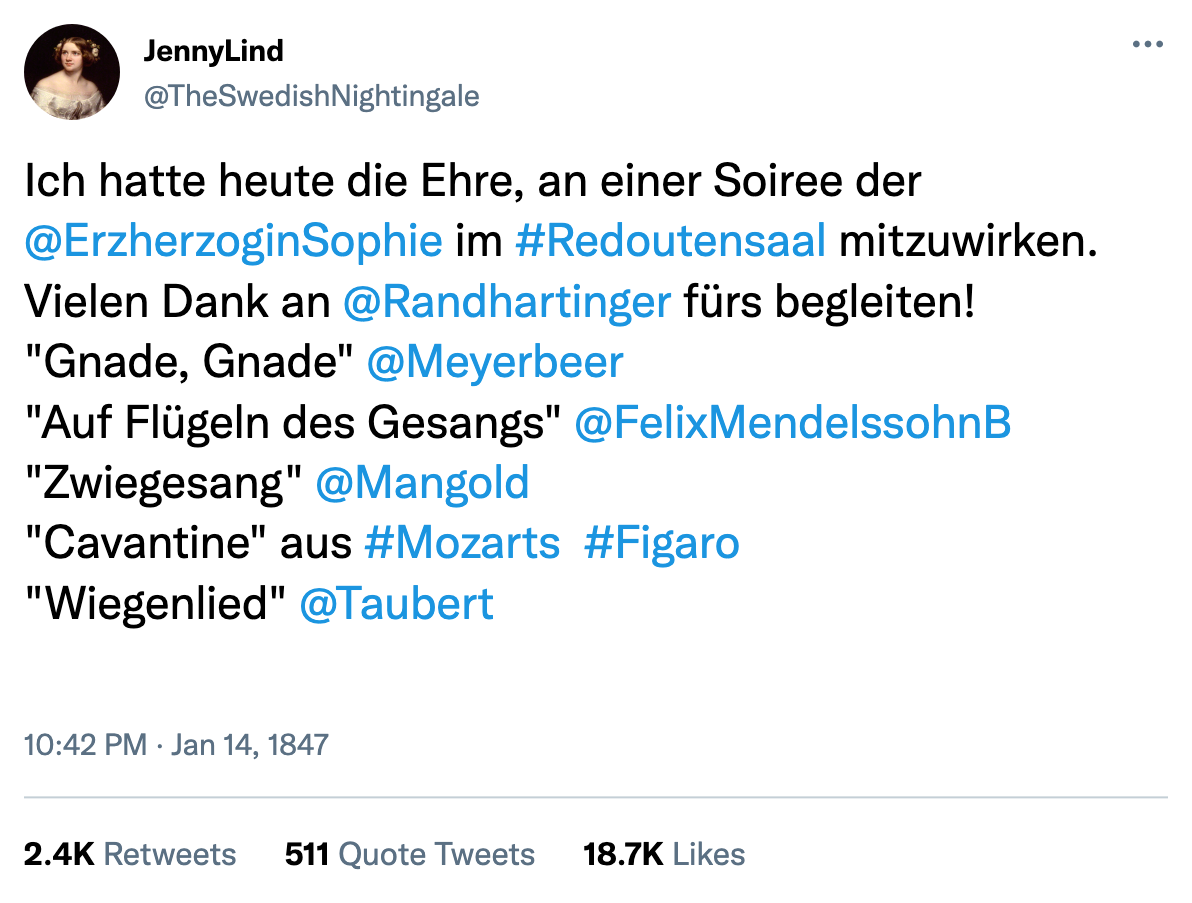 JennyLind
@TheSwedishNightingale
Ich hatte heute die Ehre, an einer Soiree der
@ErzherzoginSophie im #Redoutensaal mitzuwirken.
Vielen Dank an @Randhartinger fürs begleiten!
"Gnade, Gnade" @Meyerbeer
"Auf Flügeln des Gesangs" @FelixMendelssohnB
"Zwiegesang" @Mangold
"Cavantine" aus #Mozarts #Figaro
"Wiegenlied" @Taubert
10:42 PM · Jan 14, 1847
2.4K Retweets 511 Quote Tweets 18.7K Likes